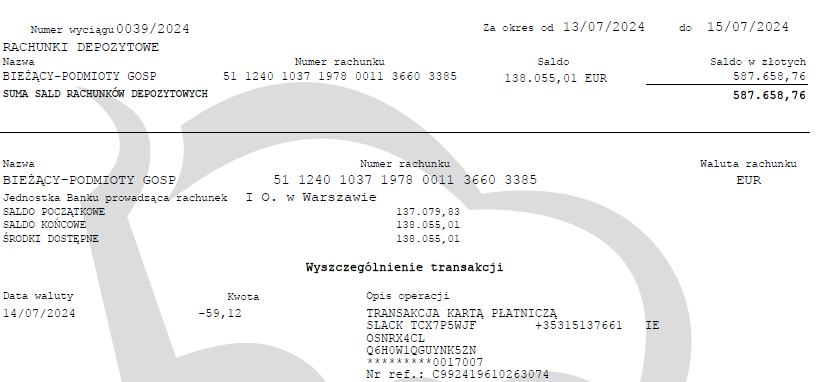 Numer wyciągu 0039/2024 Za okres od 13/07/2024 do 15/07/2024
RACHUNKI DEPOZYTOWE
Nazwa Numer rachunku Saldo Saldo w złotych
BIEŻĄCY-PODMIOTY GOSP 51 1240 1037 1978 0011 3660 3385 138.055,01 EUR 587.658,76
SUMA SALD RACHUNKÓW DEPOZYTOWYCH 587.658,76
Nazwa Numer rachunku Waluta rachunku
BIEŻĄCY-PODMIOTY GOSP 51 1240 1037 1978 0011 3660 3385 EUR
Jednostka Banku prowadząca rachunek I O. w Warszawie
SALDO POCZĄTKOWE 137.079,83
SALDO KOŃCOWE 138.055,01
ŚRODKI DOSTĘPNE 138.055,01
Wyszczególnienie transakcji
Data waluty Kwota Opis operacji
14/07/2024 -59,12 TRANSAKCJA KARTĄ PŁATNICZĄ
SLACK TCX7P5WJF +35315137661 IE
OSNRX4CL
Q6H0W1QGUYNK5ZN
*********0017007
Nr ref.: C992419610263074